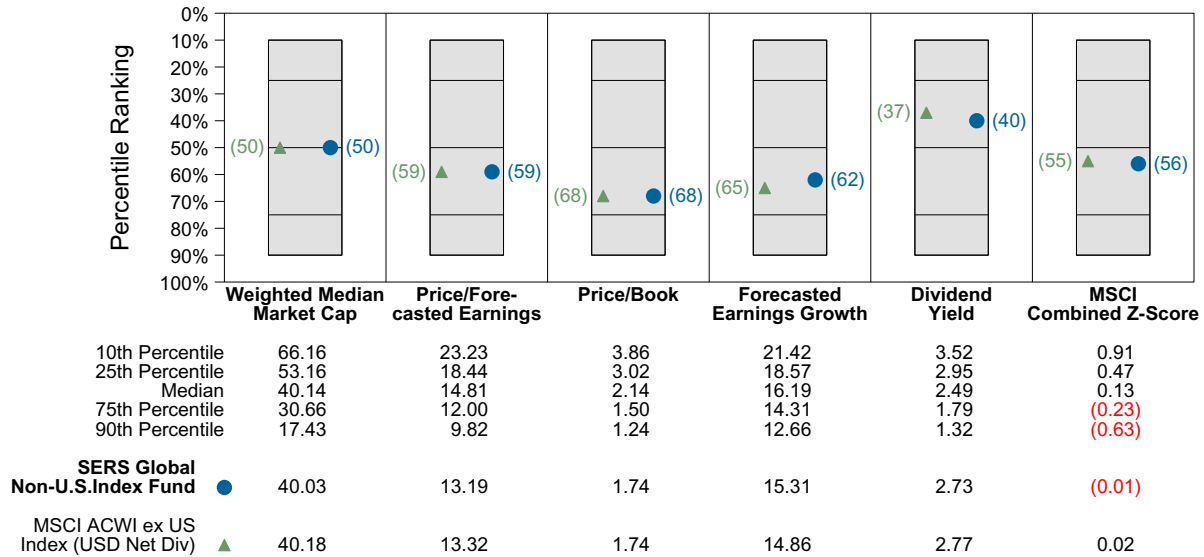 Percentile Ranking
0%
10%
20%
30%
40%
50%
60%
70%
80%
90%
100%
(50) (50)
(59) (59)
(68) (68)
(65) (62)
(37) (40)
(55) (56)
Weighted Median
Market Cap
Price/Fore-
casted Earnings
Price/Book
Forecasted
Earnings Growth
Dividend
Yield
MSCI
Combined Z-Score
10th Percentile 66.16 23.23 3.86 21.42 3.52 0.91
25th Percentile 53.16 18.44 3.02 18.57 2.95 0.47
Median 40.14 14.81 2.14 16.19 2.49 0.13
75th Percentile 30.66 12.00 1.50 14.31 1.79 (0.23)
90th Percentile 17.43 9.82 1.24 12.66 1.32 (0.63)
SERS Global
Non-U.S.Index Fund 40.03 13.19 1.74 15.31 2.73 (0.01)
MSCI ACWI ex US
Index (USD Net Div) 40.18 13.32 1.74 14.86 2.77 0.02